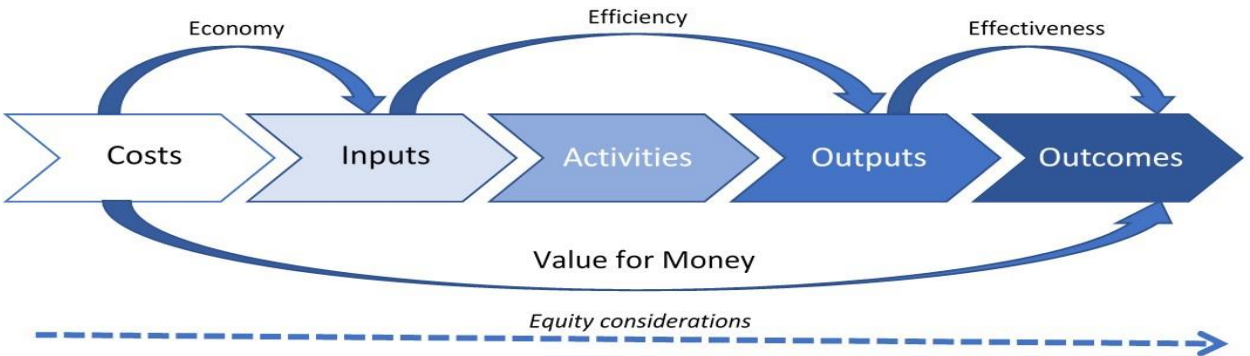 Economy
Efficiency
Effectiveness
Costs
Inputs
Activities
Outputs
Outcomes
Value for Money
Equity considerations